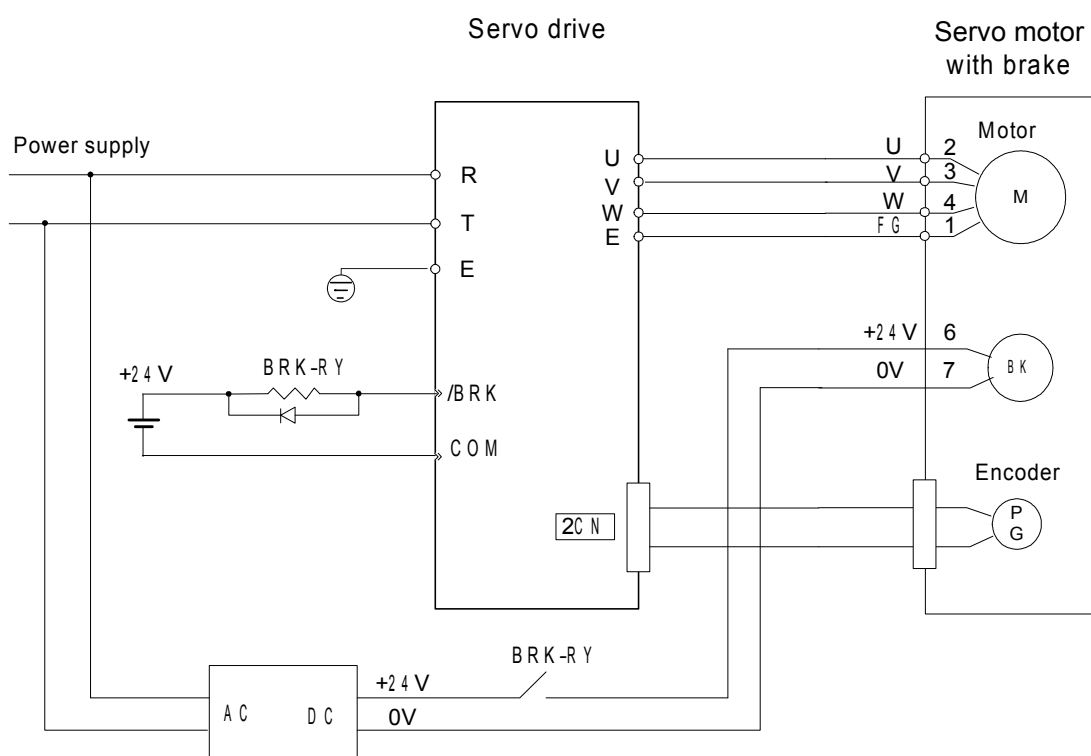 Servo drive
Servo motor
with brake
Power supply
Motor
R
T
E
U
V
W
E
U
V
W
FG
2
3
4
1
M
+24V
BRK-RY
/BRK
COM
+24V
6
0V
7
BK
Encoder
2CN
P
G
BRK-RY
+24V
0V
AC
DC